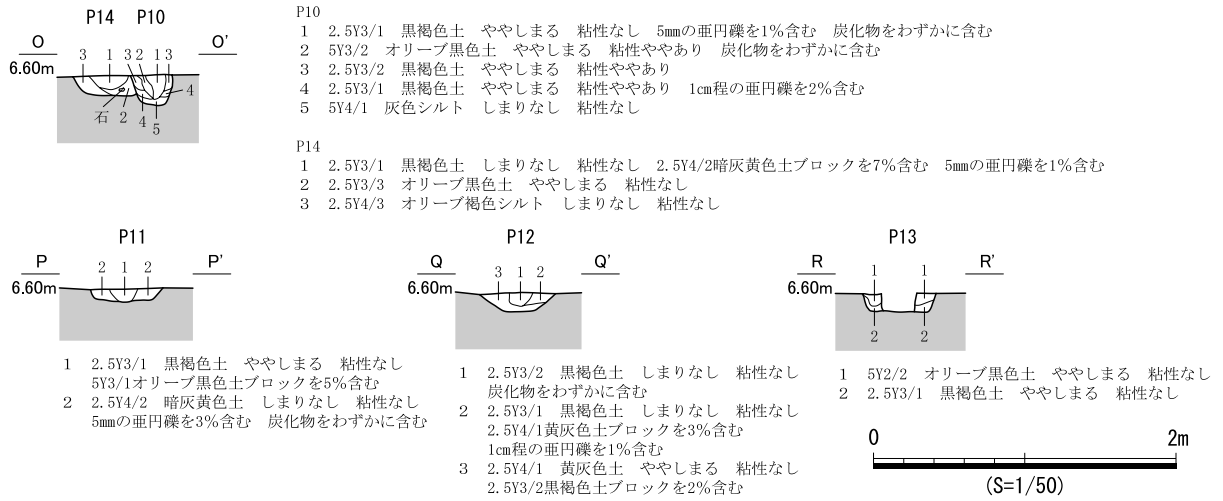 P14 P10
O O'
3 1 3 2 1 3
6.60m
石 2 4 5 4
P10
1 2.5Y3/1 黒褐色土 ややしまる 粘性なし 5mmの亜円礫を1%含む 炭化物をわずかに含む
2 5Y3/2 オリーブ黒色土 ややしまる 粘性ややあり 炭化物をわずかに含む
3 2.5Y3/2 黒褐色土 ややしまる 粘性ややあり
4 2.5Y3/1 黒褐色土 ややしまる 粘性ややあり 1cm程の亜円礫を2%含む
5 5Y4/1 灰色シルト しまりなし 粘性なし
P14
1 2.5Y3/1 黒褐色土 しまりなし 粘性なし 2.5Y4/2暗灰黄色土ブロックを7%含む 5mmの亜円礫を1%含む
2 2.5Y3/3 オリーブ黒色土 ややしまる 粘性なし
3 2.5Y4/3 オリーブ褐色シルト しまりなし 粘性なし
P11
P P'
2 1 2
6.60m
1 2.5Y3/1 黒褐色土 ややしまる 粘性なし
5Y3/1オリーブ黒色土ブロックを5%含む
2 2.5Y4/2 暗灰黄色土 しまりなし 粘性なし
5mmの亜円礫を3%含む 炭化物をわずかに含む
P12
Q Q'
3 1 2
6.60m
1 2.5Y3/2 黒褐色土 しまりなし 粘性なし
炭化物をわずかに含む
2 2.5Y3/1 黒褐色土 しまりなし 粘性なし
2.5Y4/1黄灰色土ブロックを3%含む
1cm程の亜円礫を1%含む
3 2.5Y4/1 黄灰色土 ややしまる 粘性なし
2.5Y3/2黒褐色土ブロックを2%含む
P13
R R'
1 1
6.60m
2 2
1 5Y2/2 オリーブ黒色土 ややしまる 粘性なし
2 2.5Y3/1 黒褐色土 ややしまる 粘性なし
0 2m
(S=1/50)